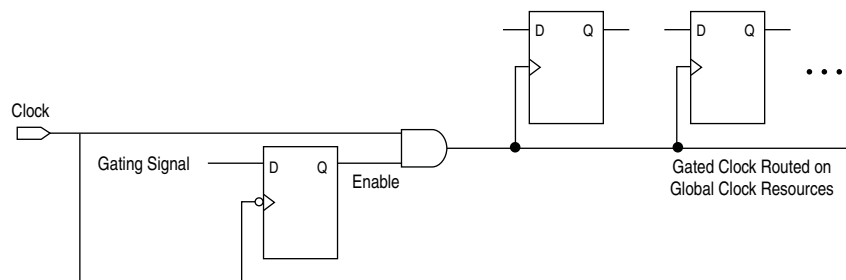 D Q
D Q
Clock
Gating Signal
D Q
Enable
Gated Clock Routed on
Global Clock Resources